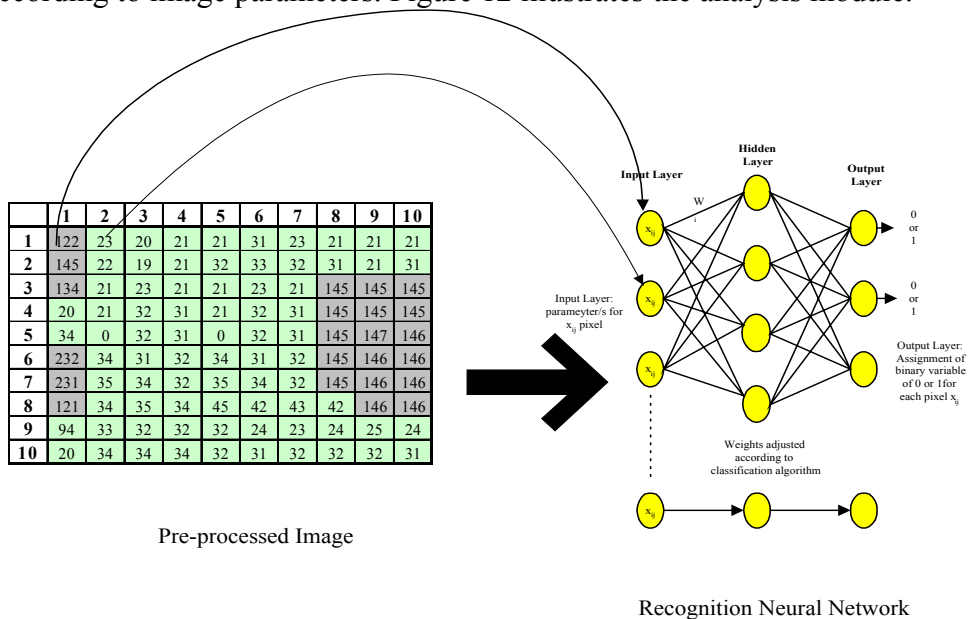 according to image parameters. Figure 12 illustrates the analysis module.
1 2 3 4 5 6 7 8 9 10
1 122 23 20 21 21 31 23 21 21 21
2 145 22 19 21 32 33 32 31 21 31
3 134 21 23 21 21 23 21 145 145 145
4 20 21 32 31 21 32 31 145 145 145
5 34 0 32 31 0 32 31 145 147 146
6 232 34 31 32 34 31 32 145 146 146
7 231 35 34 32 35 34 32 145 146 146
8 121 34 35 34 45 42 43 42 146 146
9 94 33 32 32 32 24 23 24 25 24
10 20 34 34 34 32 31 32 32 32 31
Pre-processed Image
Input Layer
Hidden
Layer
Output
Layer
W
i
xij
xij
xij
xij
0
or
1
0
or
1
Input Layer:
parameyter/s for
xij pixel
Output Layer:
Assignment of
binary variable
of 0 or 1for
each pixel xij
Weights adjusted
according to
classification algorithm
Recognition Neural Network